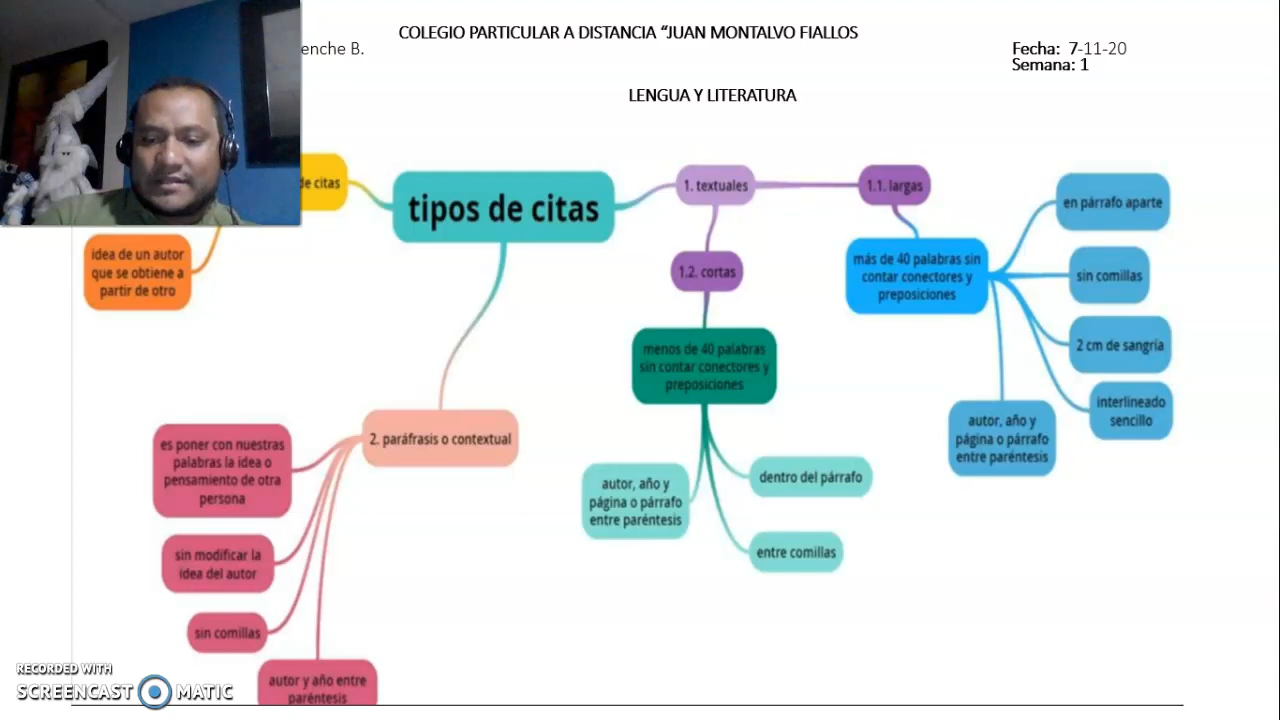 COLEGIO PARTICULAR A DISTANCIA “JUAN MONTALVO FIALLOS
enche B.
Fecha: 7-11-20
Semana: 1
LENGUA Y LITERATURA
de citas
tipos de citas
1. textuales
1.1. largas
en párrafo aparte
idea de un autor
que se obtiene a
partir de otro
1.2. cortas
más de 40 palabras sin
contar conectores y
preposiciones
sin comillas
2 cm de sangría
interlineado
sencillo
autor, año y
página o párrafo
entre paréntesis
menos de 40 palabras
sin contar conectores y
preposiciones
autor, año y
página o párrafo
entre paréntesis
dentro del párrafo
entre comillas
2. paráfrasis o contextual
es poner con nuestras
palabras la idea o
pensamiento de otra
persona
sin modificar la
idea del autor
sin comillas
autor y año entre
paréntesis
RECORDED WITH
SCREENCAST MATIC